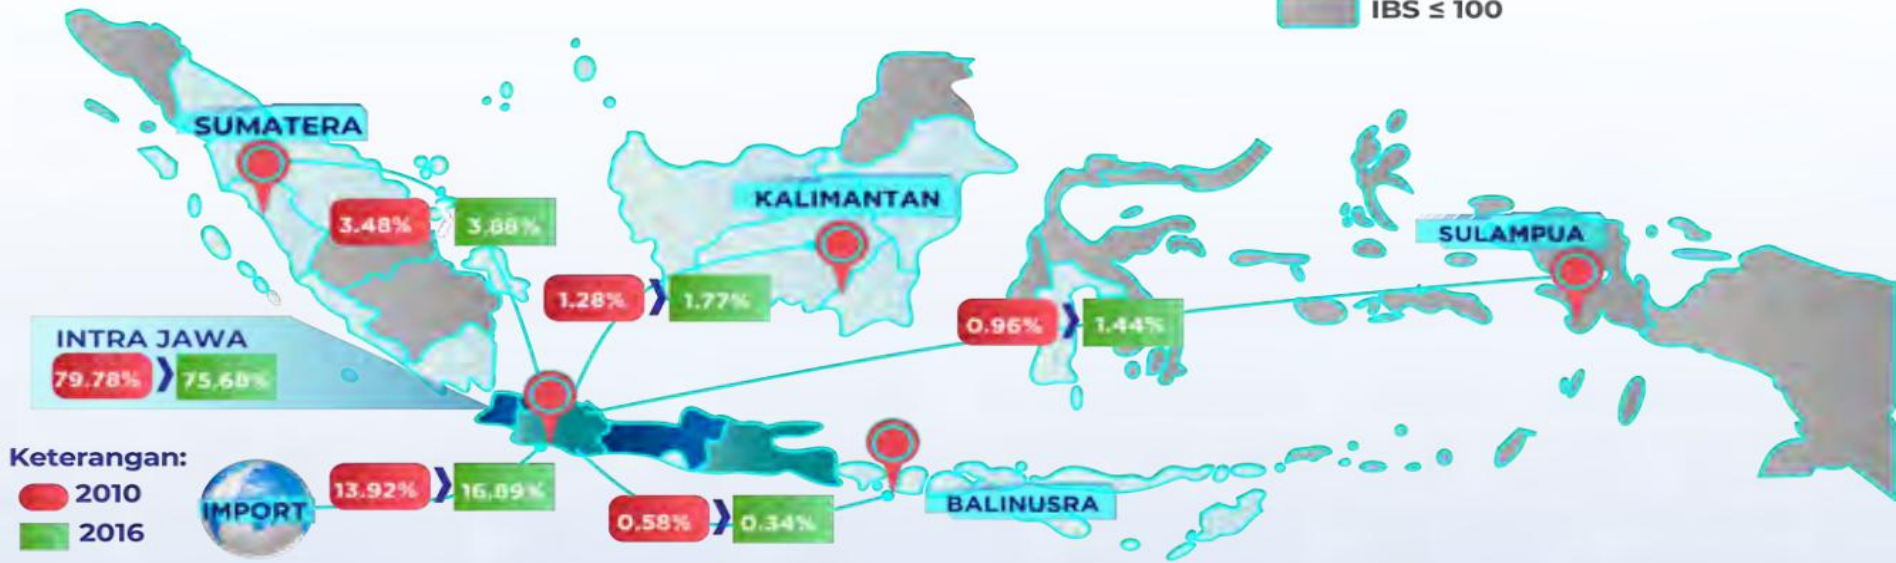 IBS ≤ 100
SUMATERA
3.48% 3,88%
KALIMANTAN
1.28% 1.77%
SULAMPUA
0.96% 1.44%
INTRA JAWA
79.78% 75,68%
Keterangan:
2010
2016
IMPORT
13.92% 16,89%
0.58% 0.34%
BALINUSRA